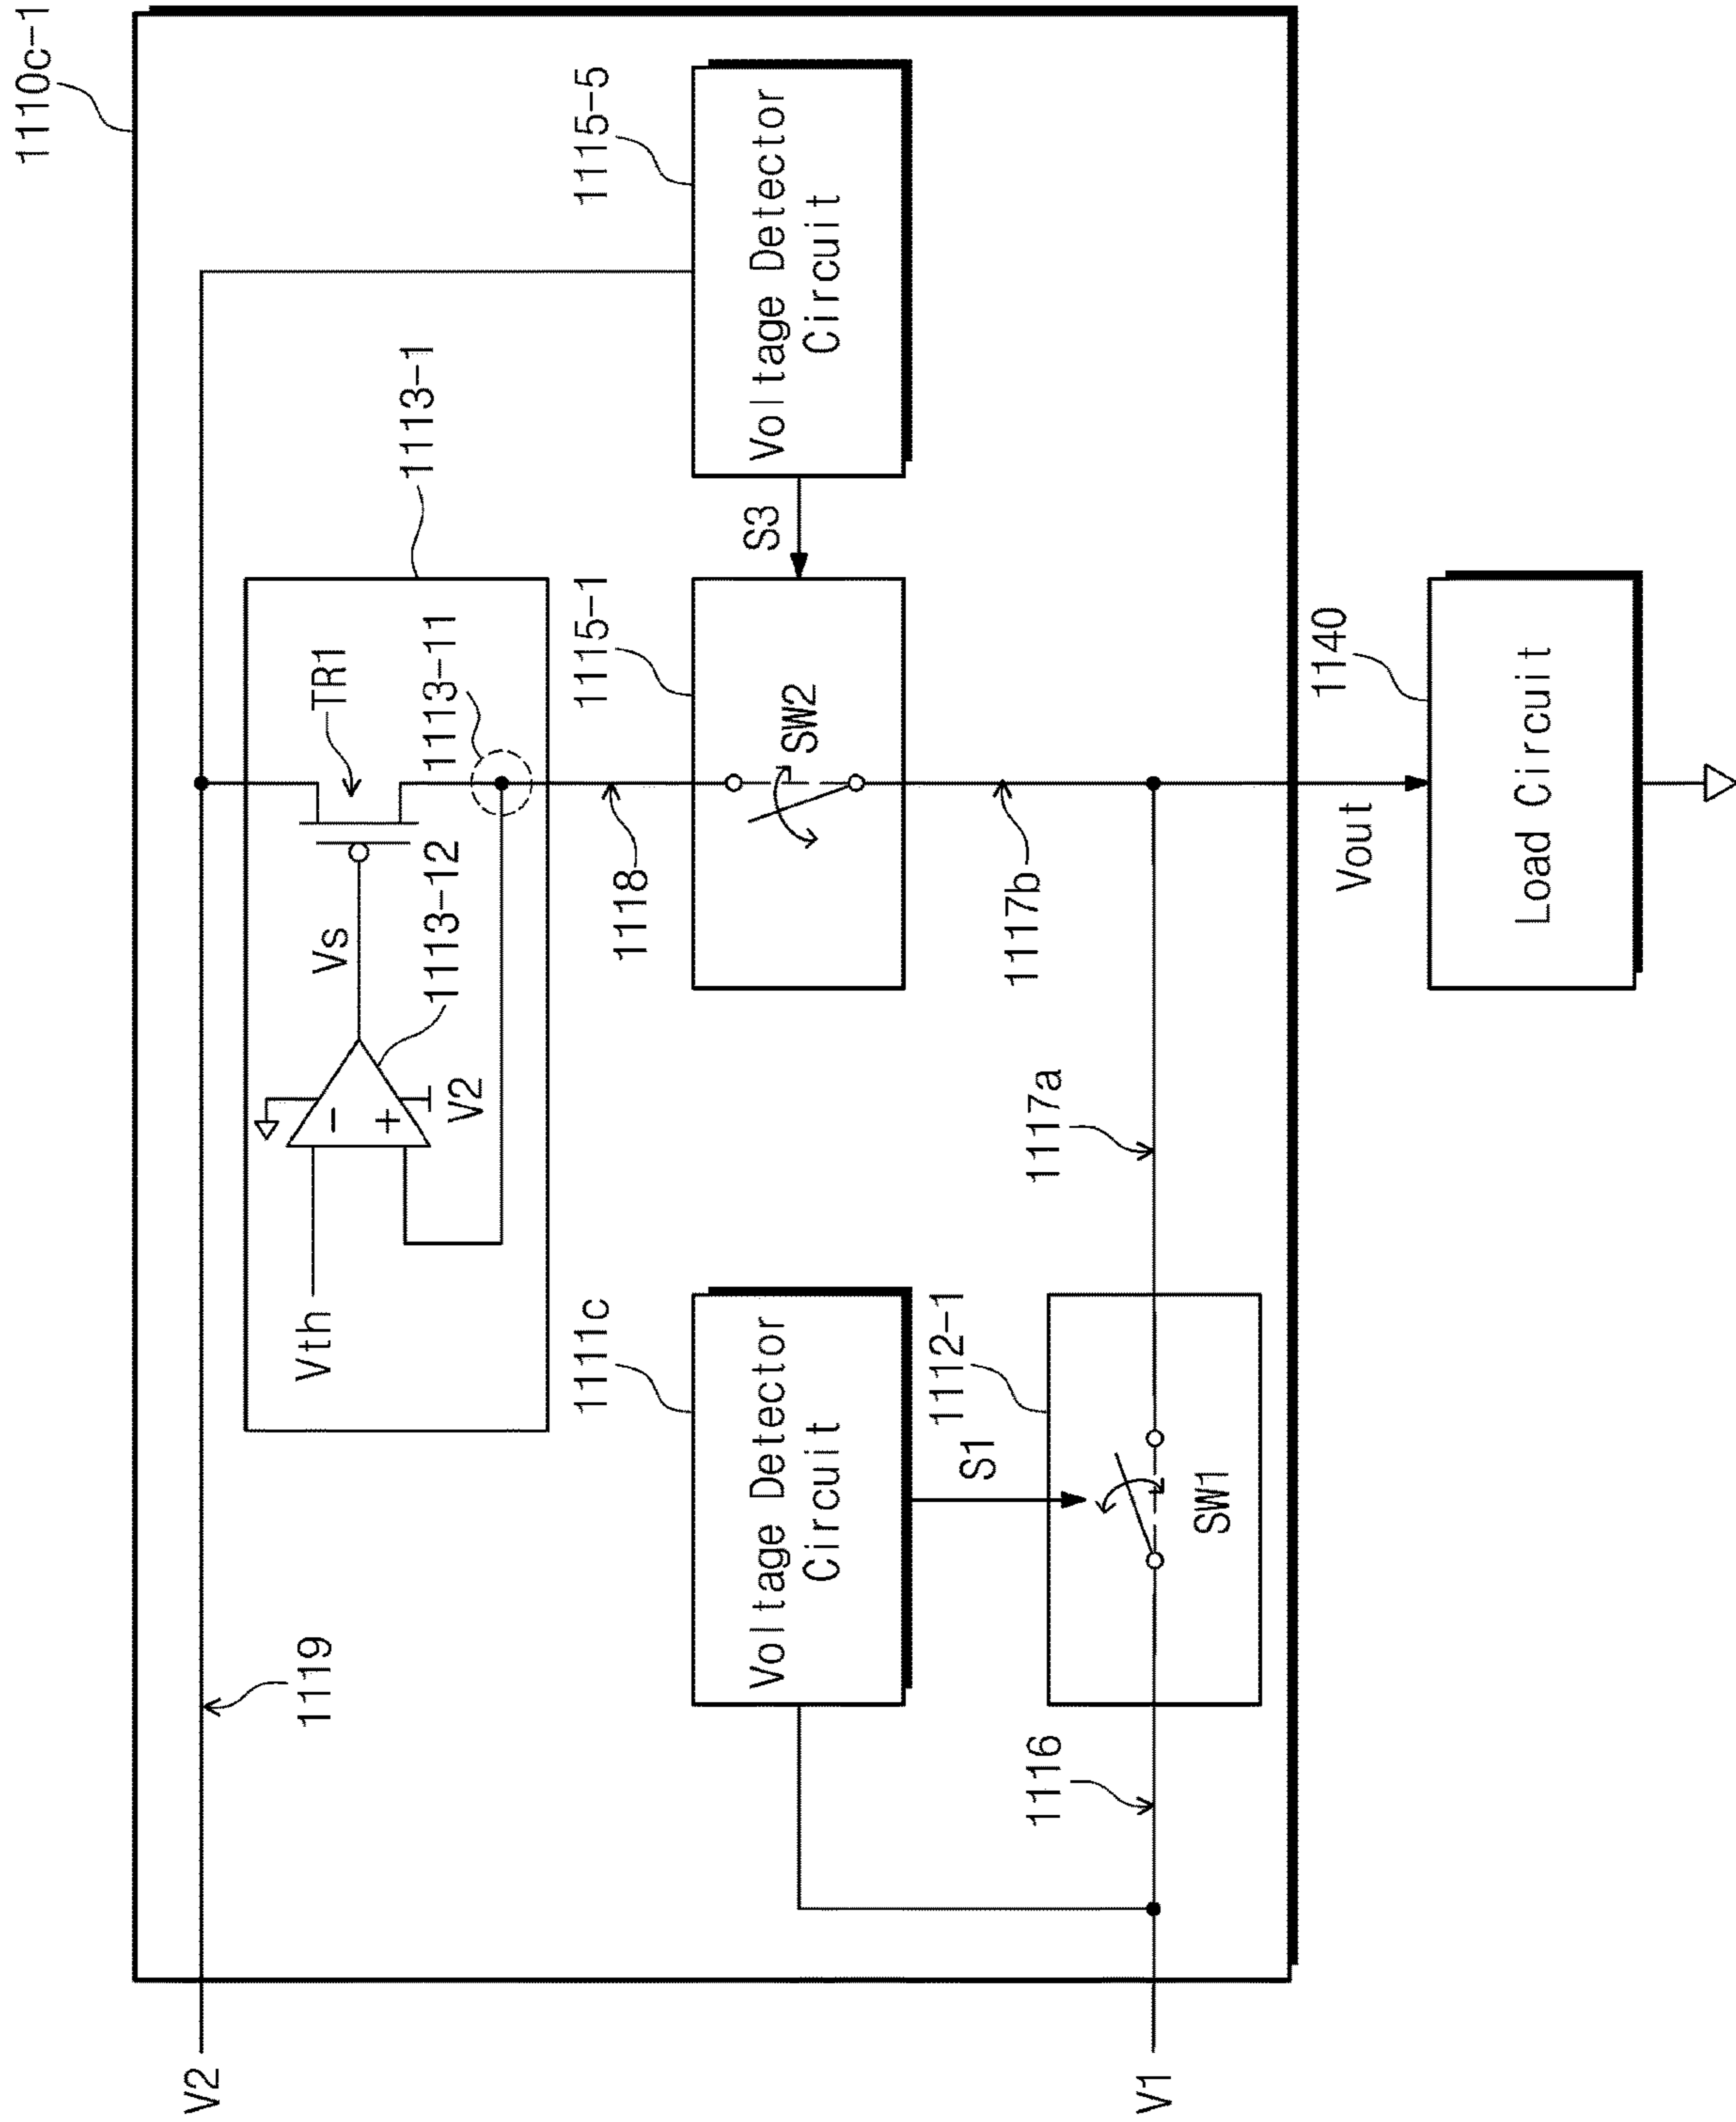 1110c-1
V2
1119
1113-1
TR1
1113-11
Vs
1113-12
Vth
-
+
V2
1118
1115-1
SW2
S3
1115-5
Voltage Detector
Circuit
1111c
Voltage Detector
Circuit
1112-1
S1
SW1
1117a
1117b
1116
V1
Vout
1140
Load Circuit